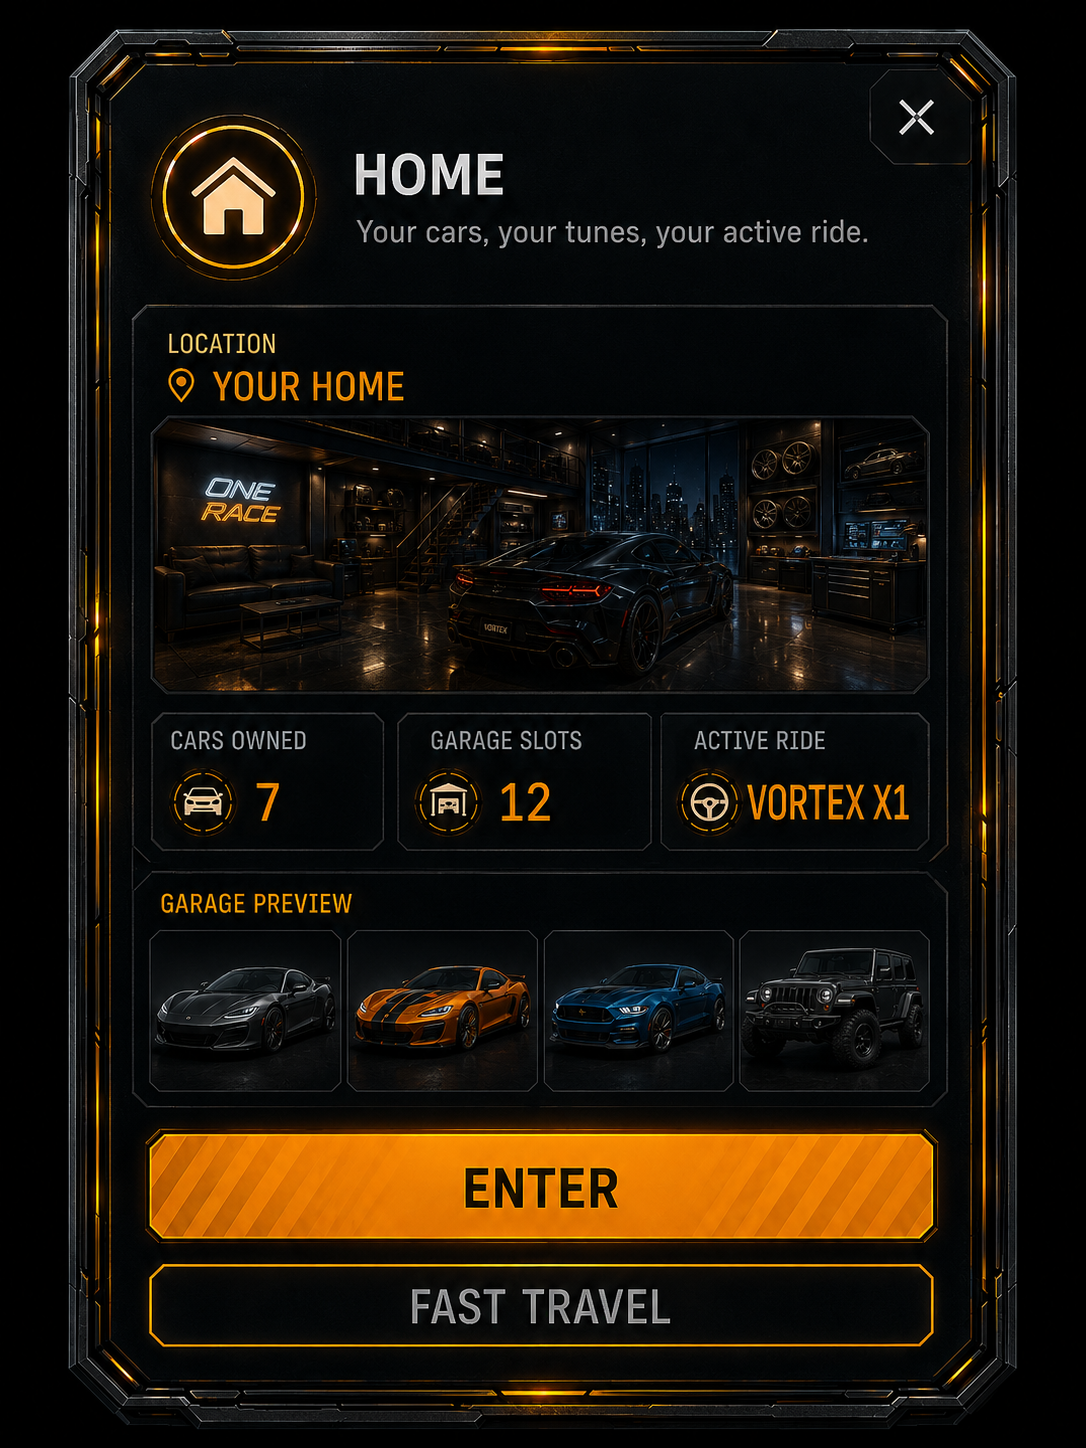 HOME
Your cars, your tunes, your active ride.
LOCATION
YOUR HOME
ONE
RACE
VORTEX
CARS OWNED
7
GARAGE SLOTS
12
ACTIVE RIDE
VORTEX X1
GARAGE PREVIEW
ENTER
FAST TRAVEL